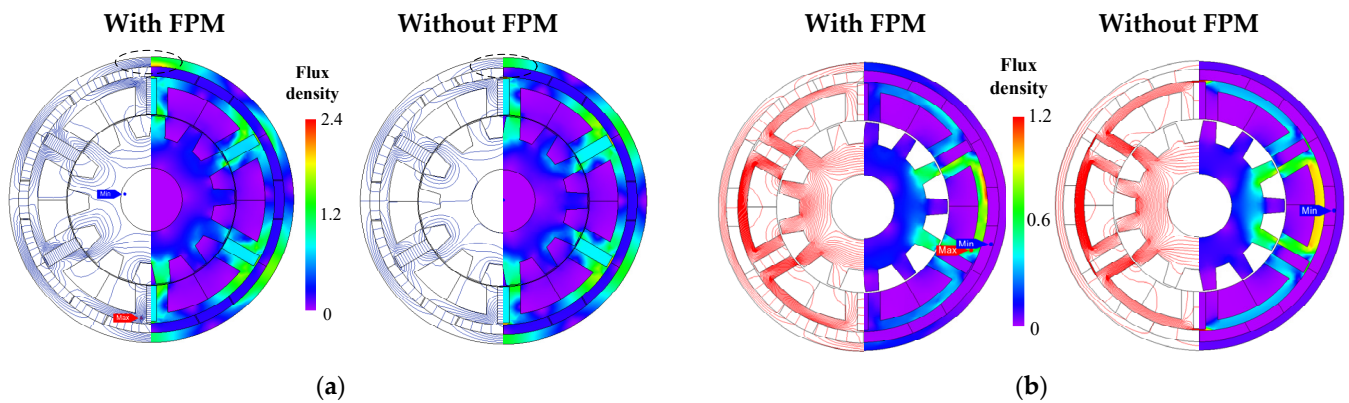 With FPM
Without FPM
Flux
density
2.4
1.2
0
Min
Max
(a)
With FPM
Without FPM
Flux
density
1.2
0.6
0
Min
Max
Min
(b)